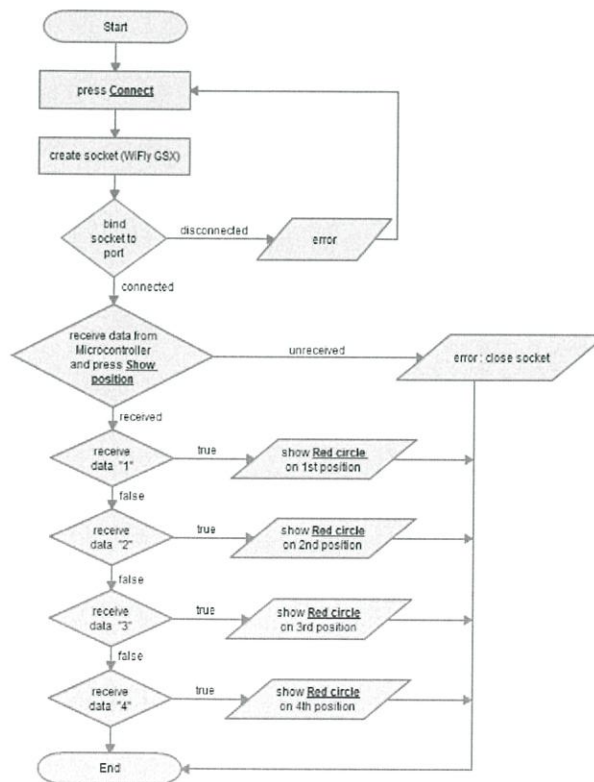 Start
press Connect
create socket (WiFly GSX)
bind
socket to
port
disconnected
error
connected
receive data from
Microcontroller
and press Show
position
unreceived
error : close socket
received
receive
data "1"
true
show Red circle
on 1st position
false
receive
data "2"
true
show Red circle
on 2nd position
false
receive
data "3"
true
show Red circle
on 3rd position
false
receive
data "4"
true
show Red circle
on 4th position
End